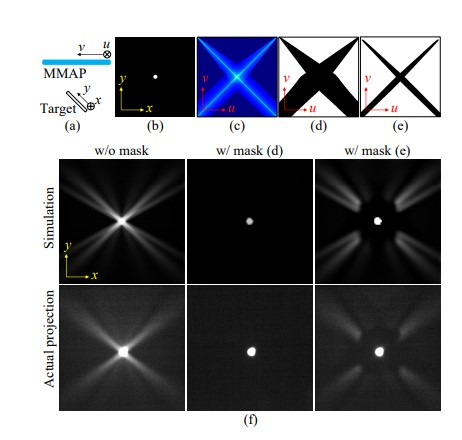 v u
MMAP
y
Target x
y
x
v
u
v
u
v
u
(a) (b) (c) (d) (e)
w/o mask w/ mask (d) w/ mask (e)
Simulation
y
x
Actual projection
(f)